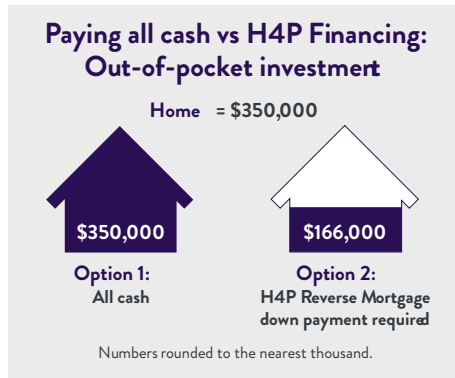 Paying all cash vs H4P Financing:
Out-of-pocket investment
Home = $350,000
$350,000
$166,000
Option 1:
All cash
Option 2:
H4P Reverse Mortgage
down payment required
Numbers rounded to the nearest thousand.